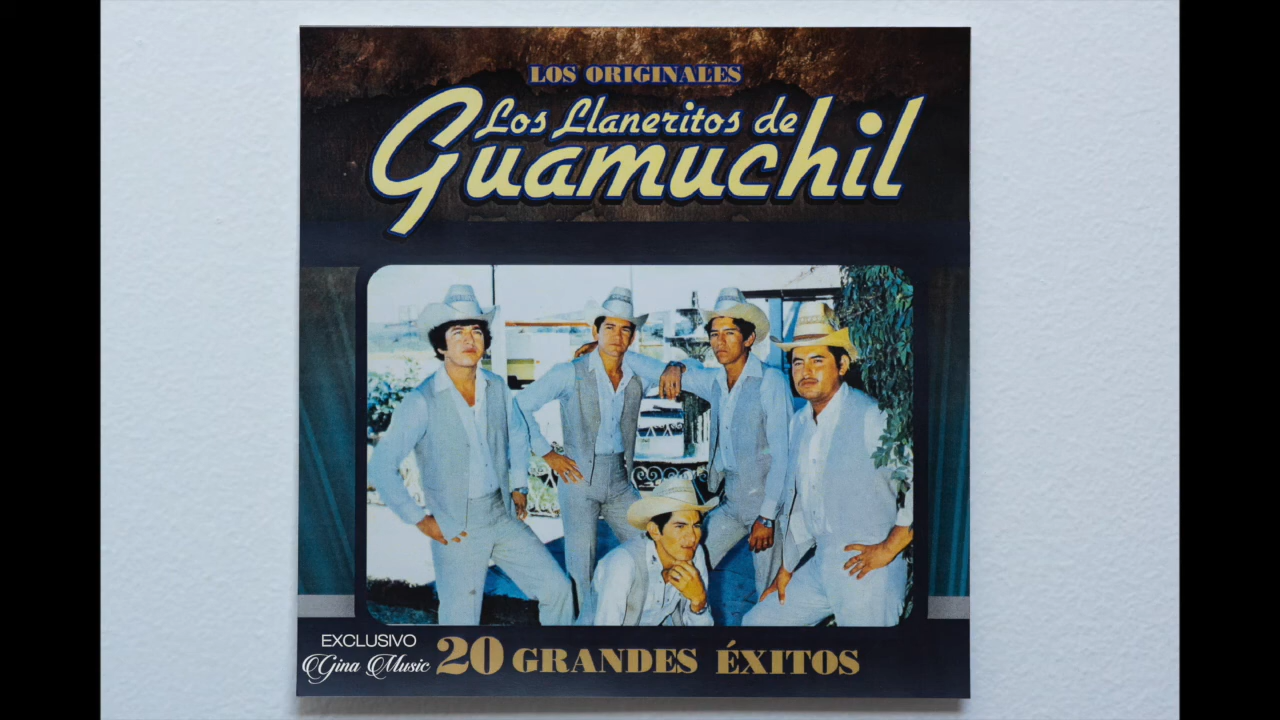 LOS ORIGINALES
Los Llaneritos de
Guamuchil
EXCLUSIVO
Gina Music
20 GRANDES ÉXITOS